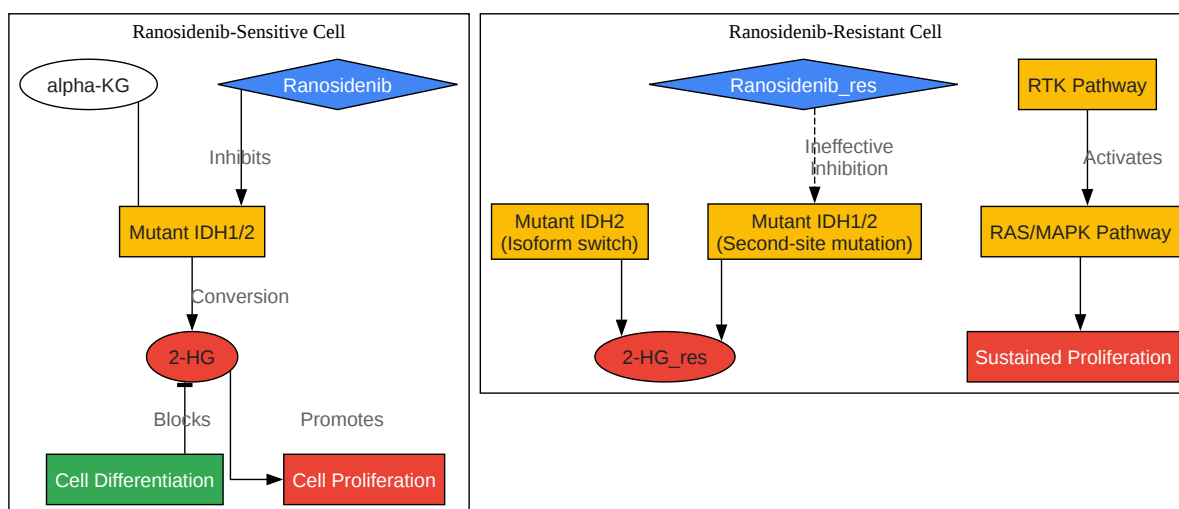 Ranosidenib-Sensitive Cell
alpha-KG
Ranosidenib
Inhibits
Mutant IDH1/2
Conversion
2-HG
Blocks
Promotes
Cell Differentiation
Cell Proliferation
Ranosidenib-Resistant Cell
Ranosidenib_res
RTK Pathway
Ineffective
Inhibition
Activates
Mutant IDH2
(Isoform switch)
Mutant IDH1/2
(Second-site mutation)
RAS/MAPK Pathway
2-HG_res
Sustained Proliferation